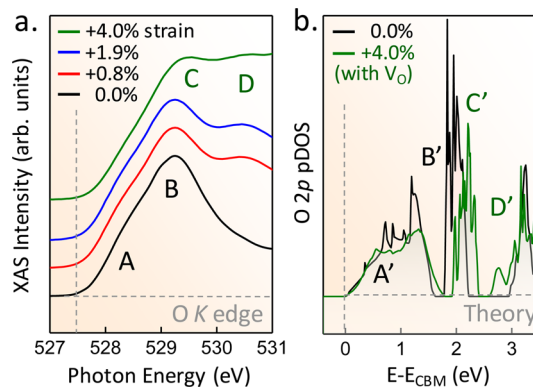 a.
+4.0% strain
+1.9%
+0.8%
0.0%
C
D
B
A
O K edge
XAS Intensity (arb. units)
527 528 529 530 531
Photon Energy (eV)
b.
0.0%
+4.0%
(with VO)
C’
B’
D’
A’
Theory
O 2p pDOS
0 1 2 3
E-ECBM (eV)